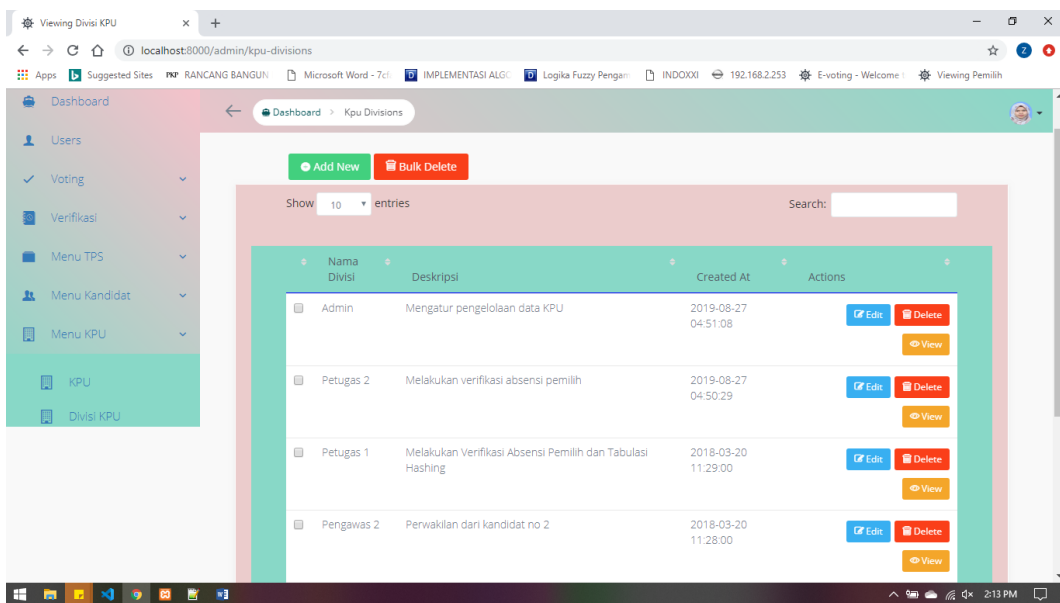 Viewing Divisi KPU
localhost:8000/admin/kpu-divisions
Z
Apps Suggested Sites PKP RANCANG BANGUN Microsoft Word - 7cf IMPLEMENTASI ALGO Logika Fuzzy Pengam INDOXXI 192.168.2.253 E-voting - Welcome Viewing Pemilih
Dashboard
Users
Voting
Verifikasi
Menu TPS
Menu Kandidat
Menu KPU
KPU
Divisi KPU
Dashboard > Kpu Divisions
Add New Bulk Delete
Show 10 entries Search:
Nama Divisi Deskripsi Created At Actions
Admin Mengatur pengelolaan data KPU 2019-08-27 Edit Delete
04:51:08
View
Petugas 2 Melakukan verifikasi absensi pemilih 2019-08-27 Edit Delete
04:50:29
View
Petugas 1 Melakukan Verifikasi Absensi Pemilih dan Tabulasi 2018-03-20 Edit Delete
Hashing 11:29:00
View
Pengawas 2 Perwakilan dari kandidat no 2 2018-03-20 Edit Delete
11:28:00
View
2:13 PM